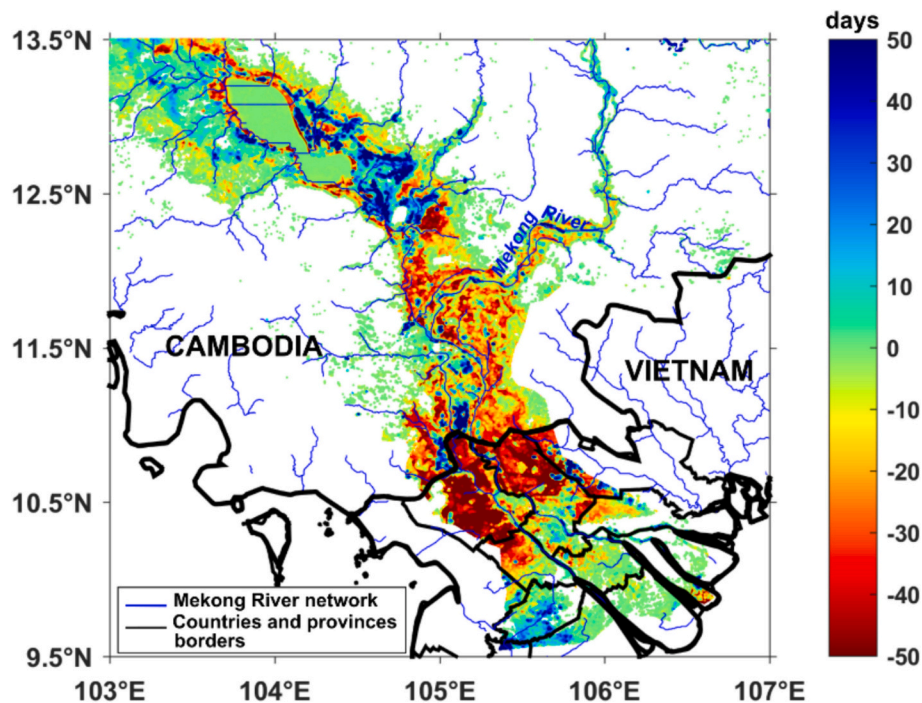 days
13.5°N
12.5°N
11.5°N
10.5°N
9.5°N
103°E
104°E
105°E
106°E
107°E
Mekong River
CAMBODIA
VIETNAM
Mekong River network
Countries and provinces
borders
50
40
30
20
10
0
-10
-20
-30
-40
-50